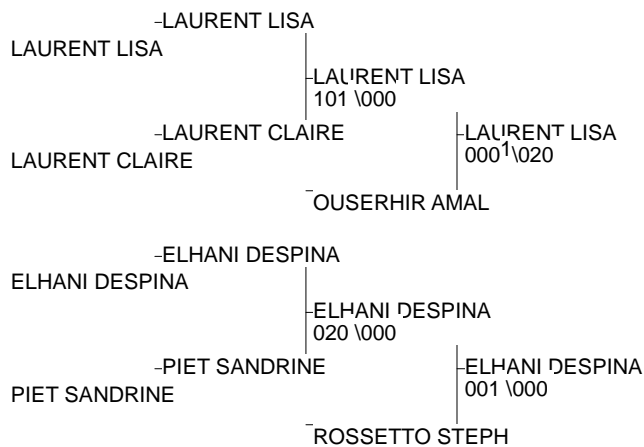 LAURENT LISA
LAURENT LISA
LAURENT LISA
101 \000
LAURENT CLAIRE
LAURENT LISA
000¹\020
LAURENT CLAIRE
OUSERHIR AMAL
ELHANI DESPINA
ELHANI DESPINA
ELHANI DESPINA
020 \000
PIET SANDRINE
ELHANI DESPINA
001 \000
PIET SANDRINE
ROSSETTO STEPH